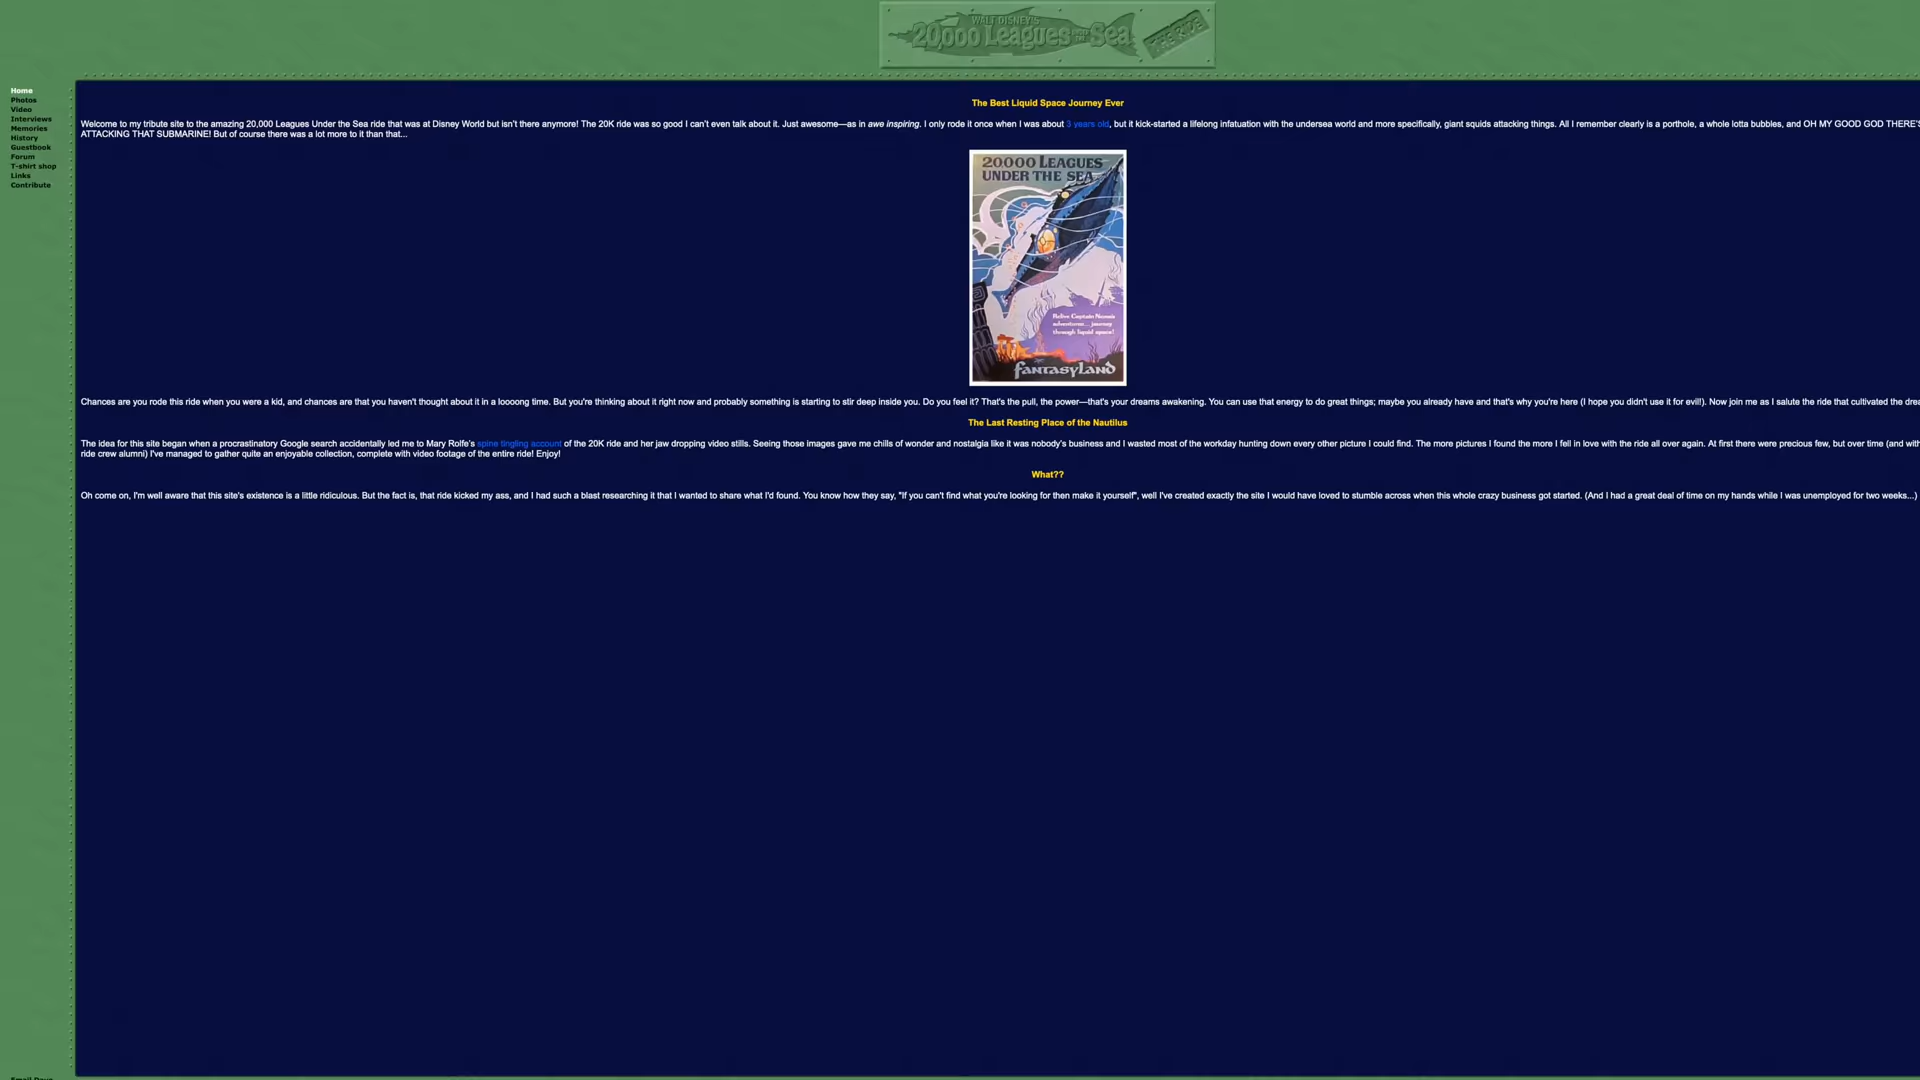 WALT DISNEY'S
20,000 Leagues UNDER THE Sea
THE RIDE
Home
Photos
Video
Interviews
Memories
History
Guestbook
Forum
T-shirt shop
Links
Contribute
The Best Liquid Space Journey Ever
Welcome to my tribute site to the amazing 20,000 Leagues Under the Sea ride that was at Disney World but isn't there anymore! The 20K ride was so good I can't even talk about it. Just awesome—as in awe inspiring. I only rode it once when I was about 3 years old, but it kick-started a lifelong infatuation with the undersea world and more specifically, giant squids attacking things. All I remember clearly is a porthole, a whole lotta bubbles, and OH MY GOOD GOD THERE'S
ATTACKING THAT SUBMARINE! But of course there was a lot more to it than that...
20,000 LEAGUES
UNDER THE SEA
Relive Captain Nemo's
adventures... journey
through liquid space!
FANTASYLAND
Chances are you rode this ride when you were a kid, and chances are that you haven't thought about it in a loooong time. But you're thinking about it right now and probably something is starting to stir deep inside you. Do you feel it? That's the pull, the power—that's your dreams awakening. You can use that energy to do great things; maybe you already have and that's why you're here (I hope you didn't use it for evil!). Now join me as I salute the ride that cultivated the
The Last Resting Place of the Nautilus
The idea for this site began when a procrastinatory Google search accidentally led me to Mary Rolfe's spine tingling account of the 20K ride and her jaw dropping video stills. Seeing those images gave me chills of wonder and nostalgia like it was nobody's business and I wasted most of the workday hunting down every other picture I could find. The more pictures I found the more I fell in love with the ride all over again. At first there were precious few, but over time (and with
ride crew alumni) I've managed to gather quite an enjoyable collection, complete with video footage of the entire ride! Enjoy!
What??
Oh come on, I'm well aware that this site's existence is a little ridiculous. But the fact is, that ride kicked my ass, and I had such a blast researching it that I wanted to share what I'd found. You know how they say, "If you can't find what you're looking for then make it yourself", well I've created exactly the site I would have loved to stumble across when this whole crazy business got started. (And I had a great deal of time on my hands while I was unemployed for two weeks...)